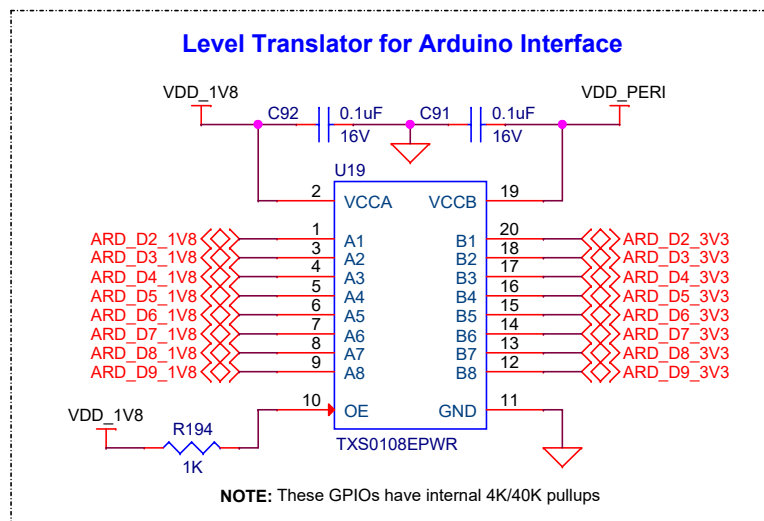 Level Translator for Arduino Interface
VDD_1V8
VDD_PERI
C92
0.1uF
16V
C91
0.1uF
16V
U19
2
VCCA
VCCB
19
ARD_D2_1V8
1
A1
B1
20
ARD_D2_3V3
ARD_D3_1V8
3
A2
B2
18
ARD_D3_3V3
ARD_D4_1V8
4
A3
B3
17
ARD_D4_3V3
ARD_D5_1V8
5
A4
B4
16
ARD_D5_3V3
ARD_D6_1V8
6
A5
B5
15
ARD_D6_3V3
ARD_D7_1V8
7
A6
B6
14
ARD_D7_3V3
ARD_D8_1V8
8
A7
B7
13
ARD_D8_3V3
ARD_D9_1V8
9
A8
B8
12
ARD_D9_3V3
VDD_1V8
R194
1K
10
OE
GND
11
TXS0108EPWR
NOTE: These GPIOs have internal 4K/40K pullups